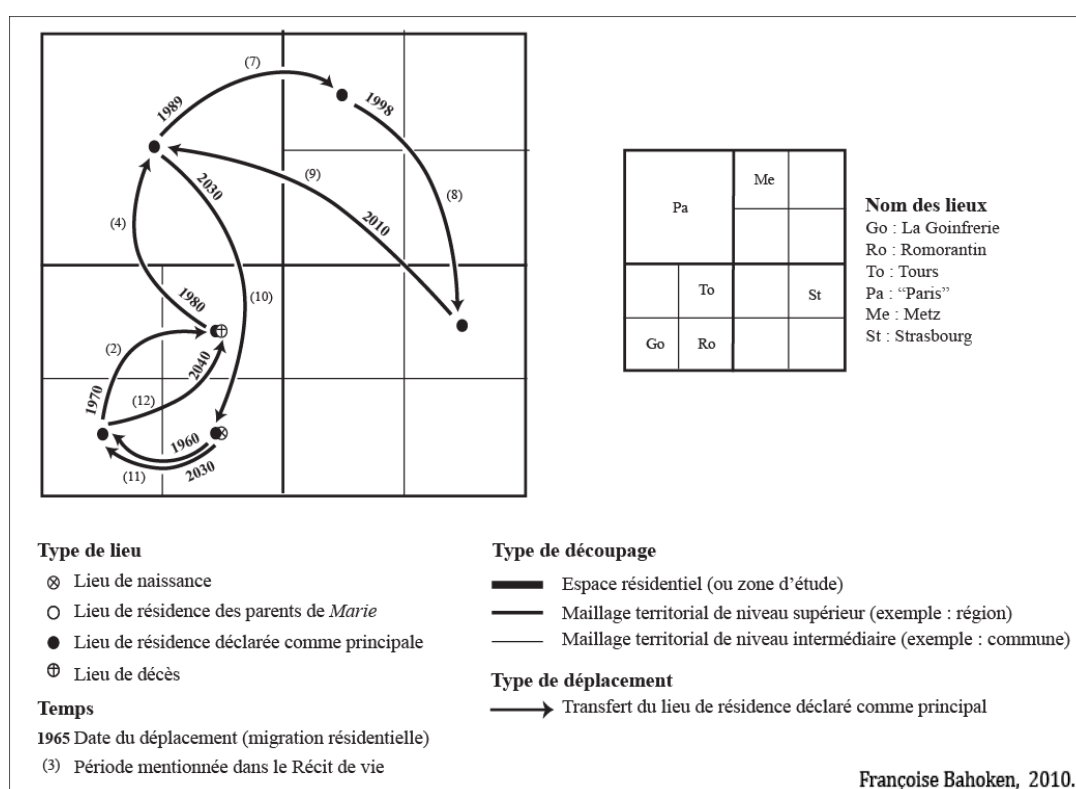 (7)
1989
1998
2030
(9)
(8)
(4)
2010
1980
(10)
(2)
2040
1970
(12)
1960
(11)
2030
Me
Pa
To
St
Go
Ro
Nom des lieux
Go : La Goinfrerie
Ro : Romorantin
To : Tours
Pa : “Paris”
Me : Metz
St : Strasbourg
Type de lieu
Lieu de naissance
Lieu de résidence des parents de Marie
Lieu de résidence déclarée comme principale
Lieu de décès
Temps
1965 Date du déplacement (migration résidentielle)
(3) Période mentionnée dans le Récit de vie
Type de découpage
Espace résidentiel (ou zone d’étude)
Maillage territorial de niveau supérieur (exemple : région)
Maillage territorial de niveau intermédiaire (exemple : commune)
Type de déplacement
Transfert du lieu de résidence déclaré comme principal
Françoise Bahoken, 2010.